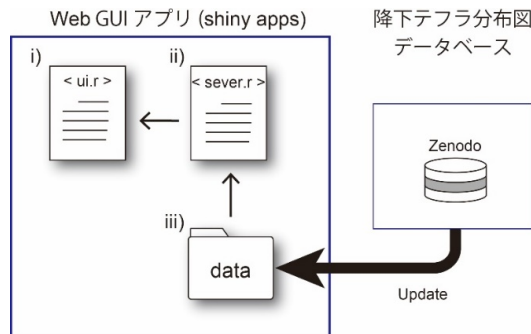 Web GUI アプリ (shiny apps)
降下テフラ分布図
データベース
i)
< ui.r >
ii)
< sever.r >
iii)
data
Zenodo
Update